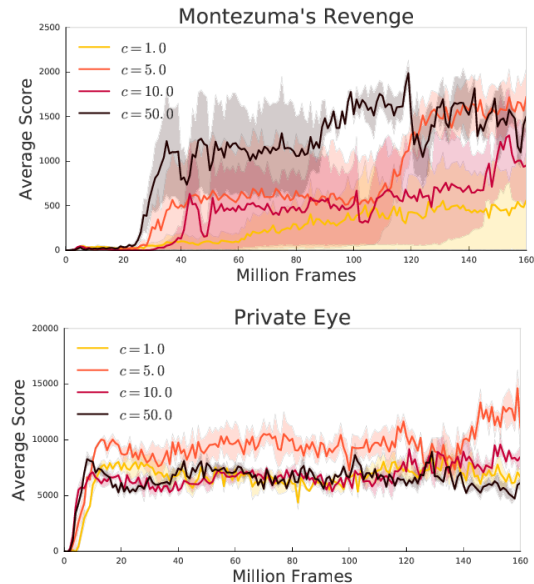 Montezuma's Revenge
2500
2000
1500
1000
500
0
Average Score
c = 1.0
c = 5.0
c = 10.0
c = 50.0
0 20 40 60 80 100 120 140 160
Million Frames
Private Eye
20000
15000
10000
5000
0
Average Score
c = 1.0
c = 5.0
c = 10.0
c = 50.0
0 20 40 60 80 100 120 140 160
Million Frames